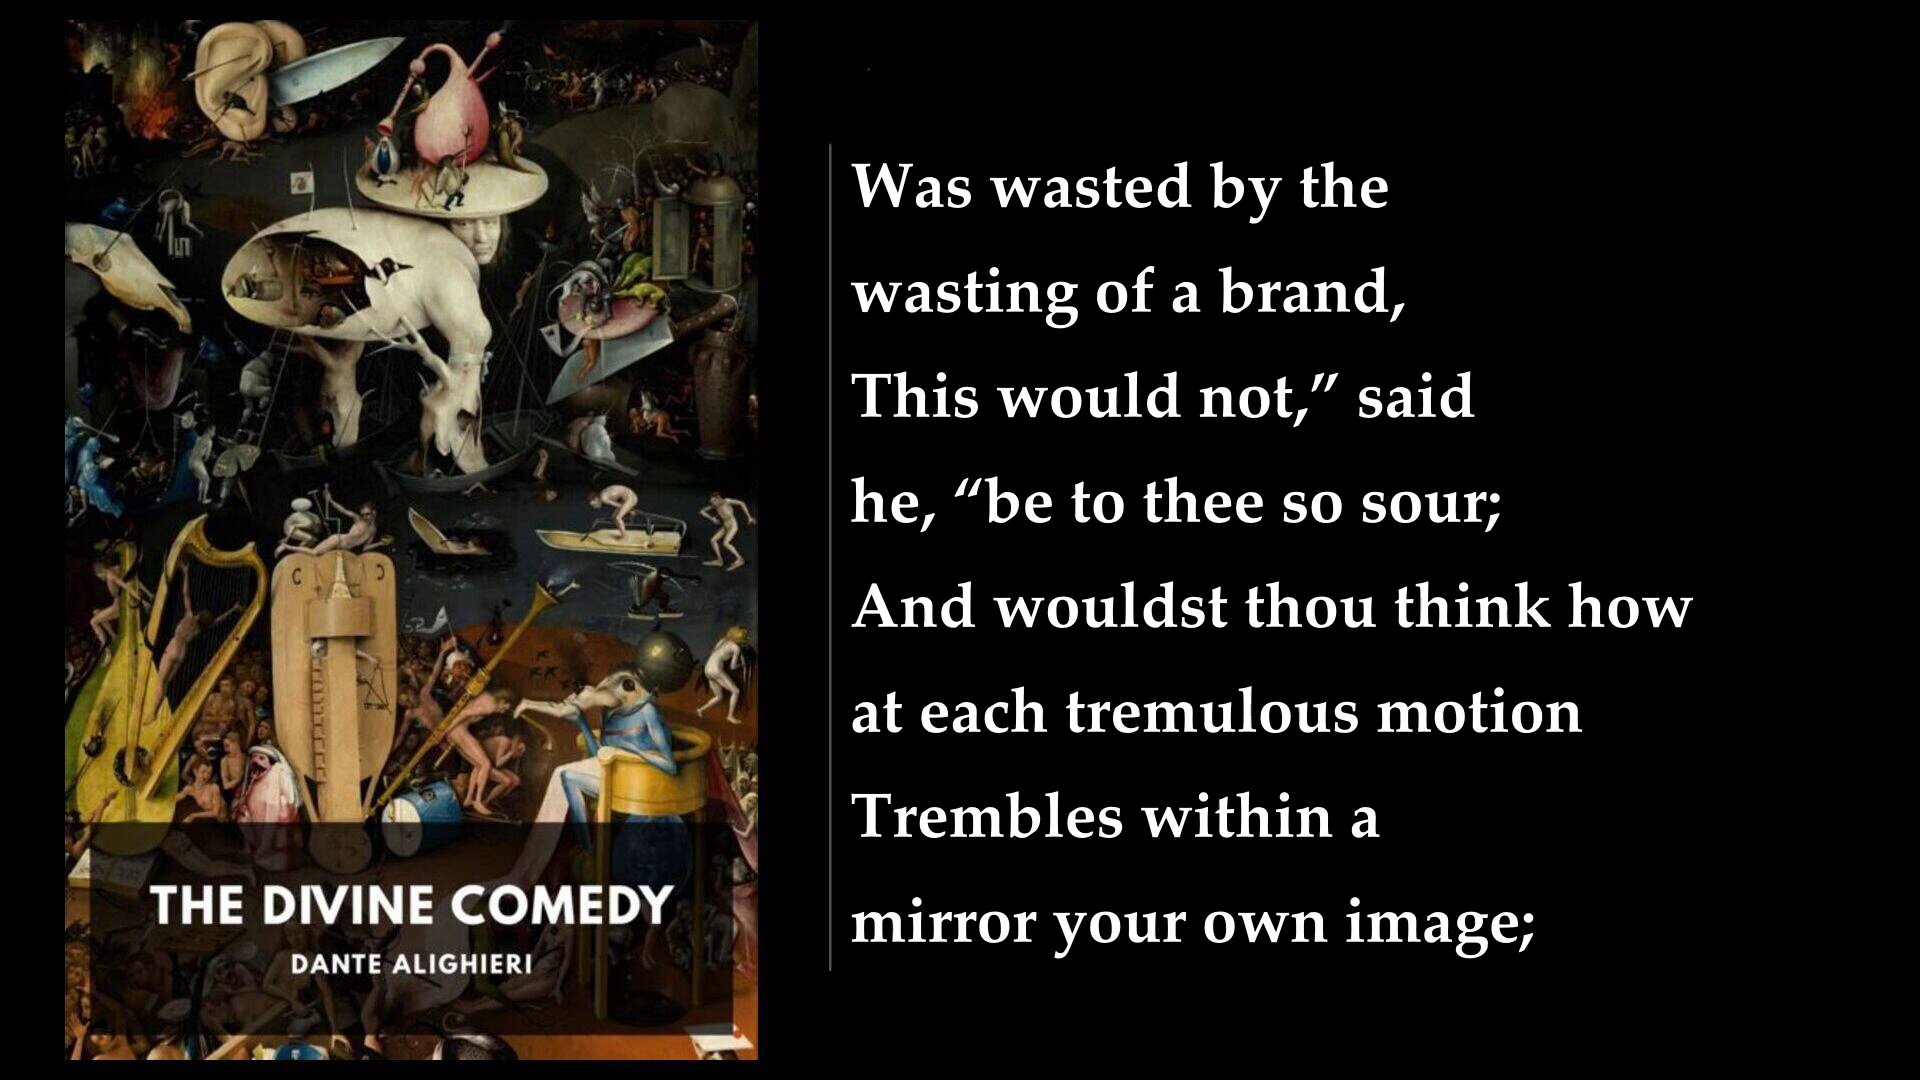 THE DIVINE COMEDY
DANTE ALIGHIERI
Was wasted by the
wasting of a brand,
This would not,” said
he, “be to thee so sour;
And wouldst thou think how
at each tremulous motion
Trembles within a
mirror your own image;